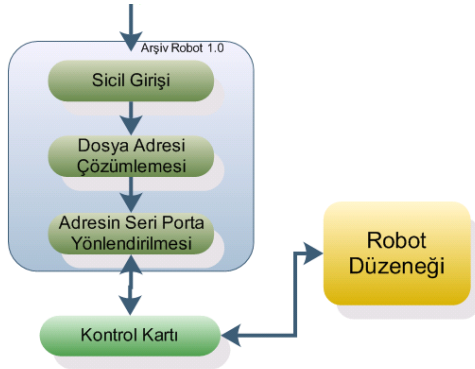 Arşiv Robot 1.0
Sicil Girişi
Dosya Adresi
Çözümlemesi
Adresin Seri Porta
Yönlendirilmesi
Robot
Düzeneği
Kontrol Kartı